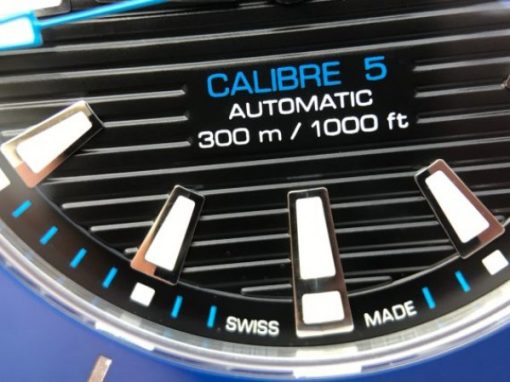 CALIBRE 5
AUTOMATIC
300 m / 1000 ft
SWISS MADE